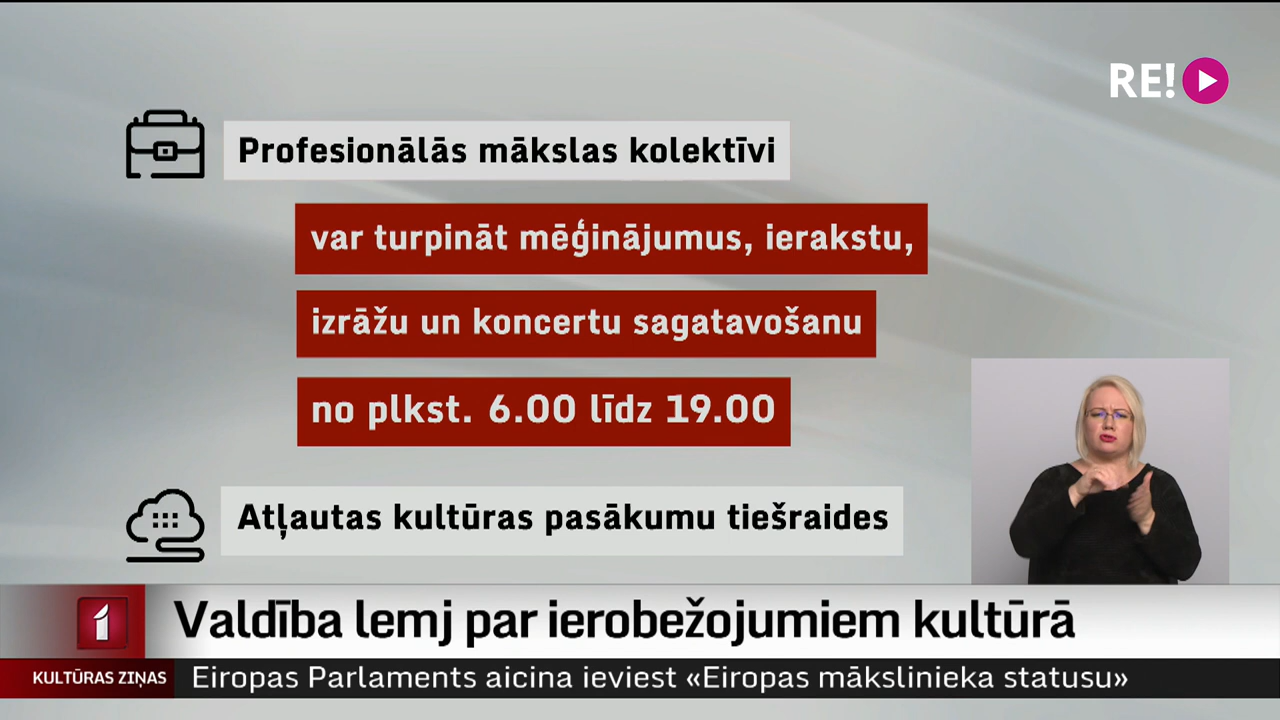 RE!
Profesionālās mākslas kolektīvi
var turpināt mēģinājumus, ierakstu,
izrāžu un koncertu sagatavošanu
no plkst. 6.00 līdz 19.00
Atļautas kultūras pasākumu tiešraides
1
Valdība lemj par ierobežojumiem kultūrā
KULTŪRAS ZIŅAS
Eiropas Parlaments aicina ieviest «Eiropas mākslinieka statusu»